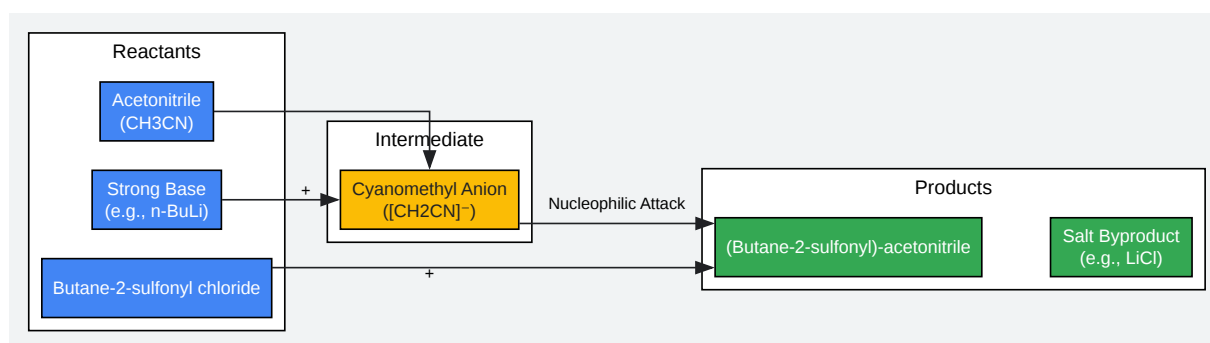 Reactants
Acetonitrile
(CH3CN)
Strong Base
(e.g., n-BuLi)
Butane-2-sulfonyl chloride
+
+
Intermediate
Cyanomethyl Anion
([CH2CN]⁻)
Nucleophilic Attack
Products
(Butane-2-sulfonyl)-acetonitrile
Salt Byproduct
(e.g., LiCl)